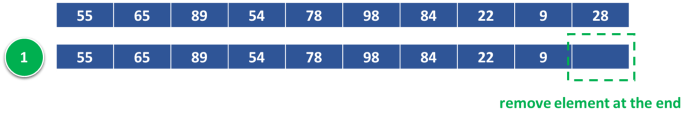 55 65 89 54 78 98 84 22 9 28
1 55 65 89 54 78 98 84 22 9
remove element at the end